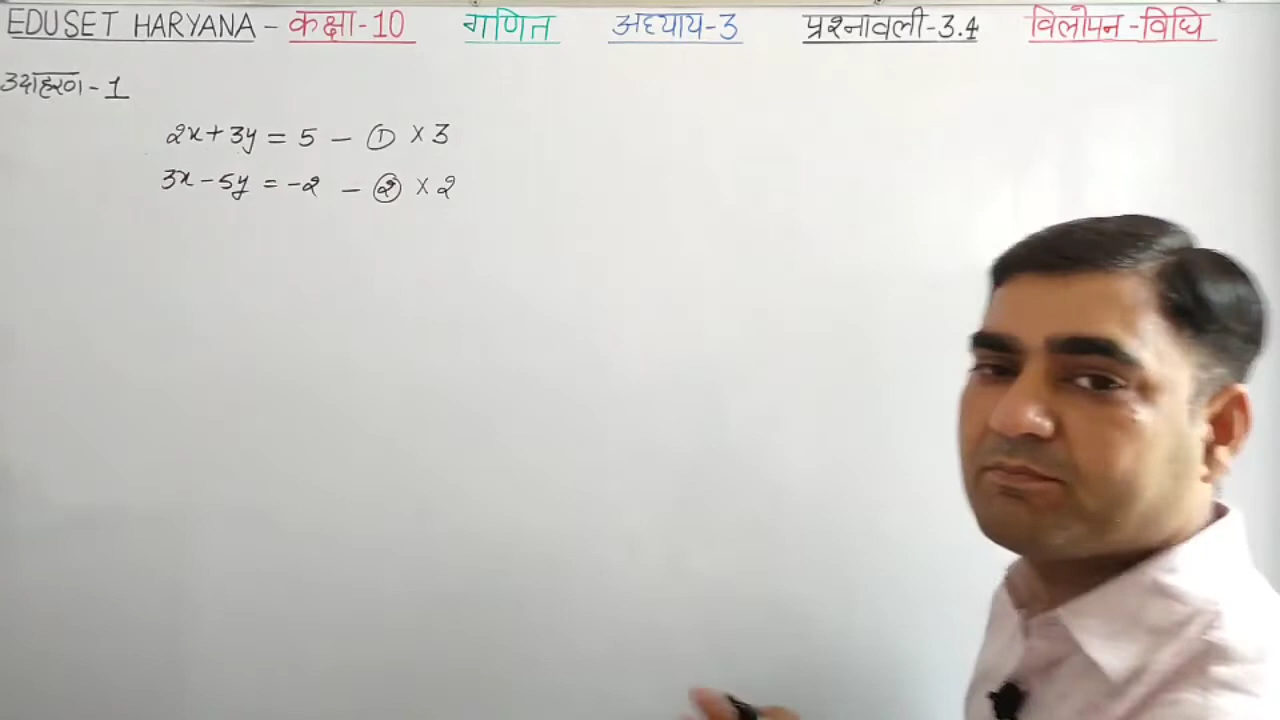 EDUSET HARYANA - कक्षा-10 गणित अध्याय-3 प्रश्नावली-3.4 विलोपन-विधि
उदाहरण-1
2x+3y = 5 - ① × 3
3x-5y = -2 - ② × 2